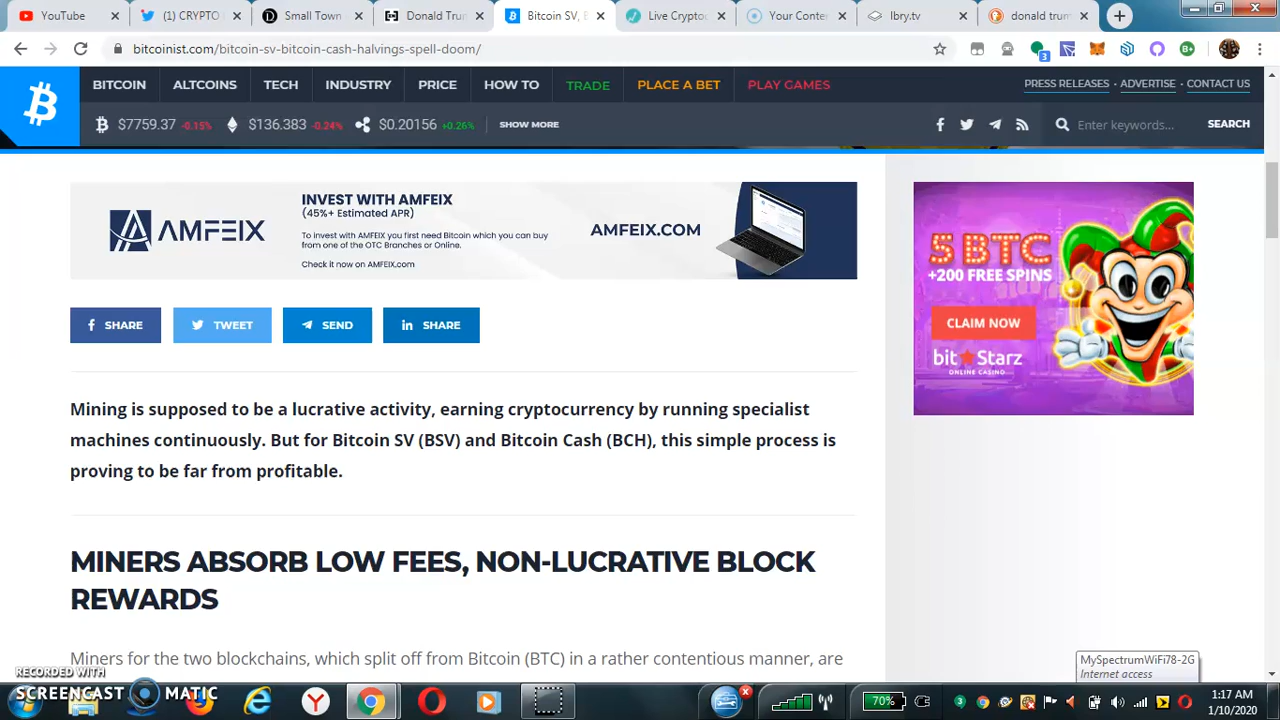 YouTube
(1) CRYPTO
Small Town
Donald Trum
Bitcoin SV, B
Live Crypto
Your Conte
lbry.tv
donald trum
bitcoinist.com/bitcoin-sv-bitcoin-cash-halvings-spell-doom/
3
BITCOIN ALTCOINS TECH INDUSTRY PRICE HOW TO TRADE PLACE A BET PLAY GAMES
PRESS RELEASES • ADVERTISE • CONTACT US
$7759.37 -0.15% $136.383 -0.24% $0.20156 +0.26% SHOW MORE
Enter keywords... SEARCH
AMFEIX
INVEST WITH AMFEIX
(45%+ Estimated APR)
To invest with AMFEIX you first need Bitcoin which you can buy
from one of the OTC Branches or Online.
Check it now on AMFEIX.com
AMFEIX.COM
5 BTC
+200 FREE SPINS
CLAIM NOW
bitStarz
ONLINE CASINO
SHARE TWEET SEND SHARE
Mining is supposed to be a lucrative activity, earning cryptocurrency by running specialist
machines continuously. But for Bitcoin SV (BSV) and Bitcoin Cash (BCH), this simple process is
proving to be far from profitable.
MINERS ABSORB LOW FEES, NON-LUCRATIVE BLOCK
REWARDS
Miners for the two blockchains, which split off from Bitcoin (BTC) in a rather contentious manner, are
MySpectrumWiFi78-2G
Internet access
RECORDED WITH
SCREENCAST MATIC
70%
1:17 AM
1/10/2020